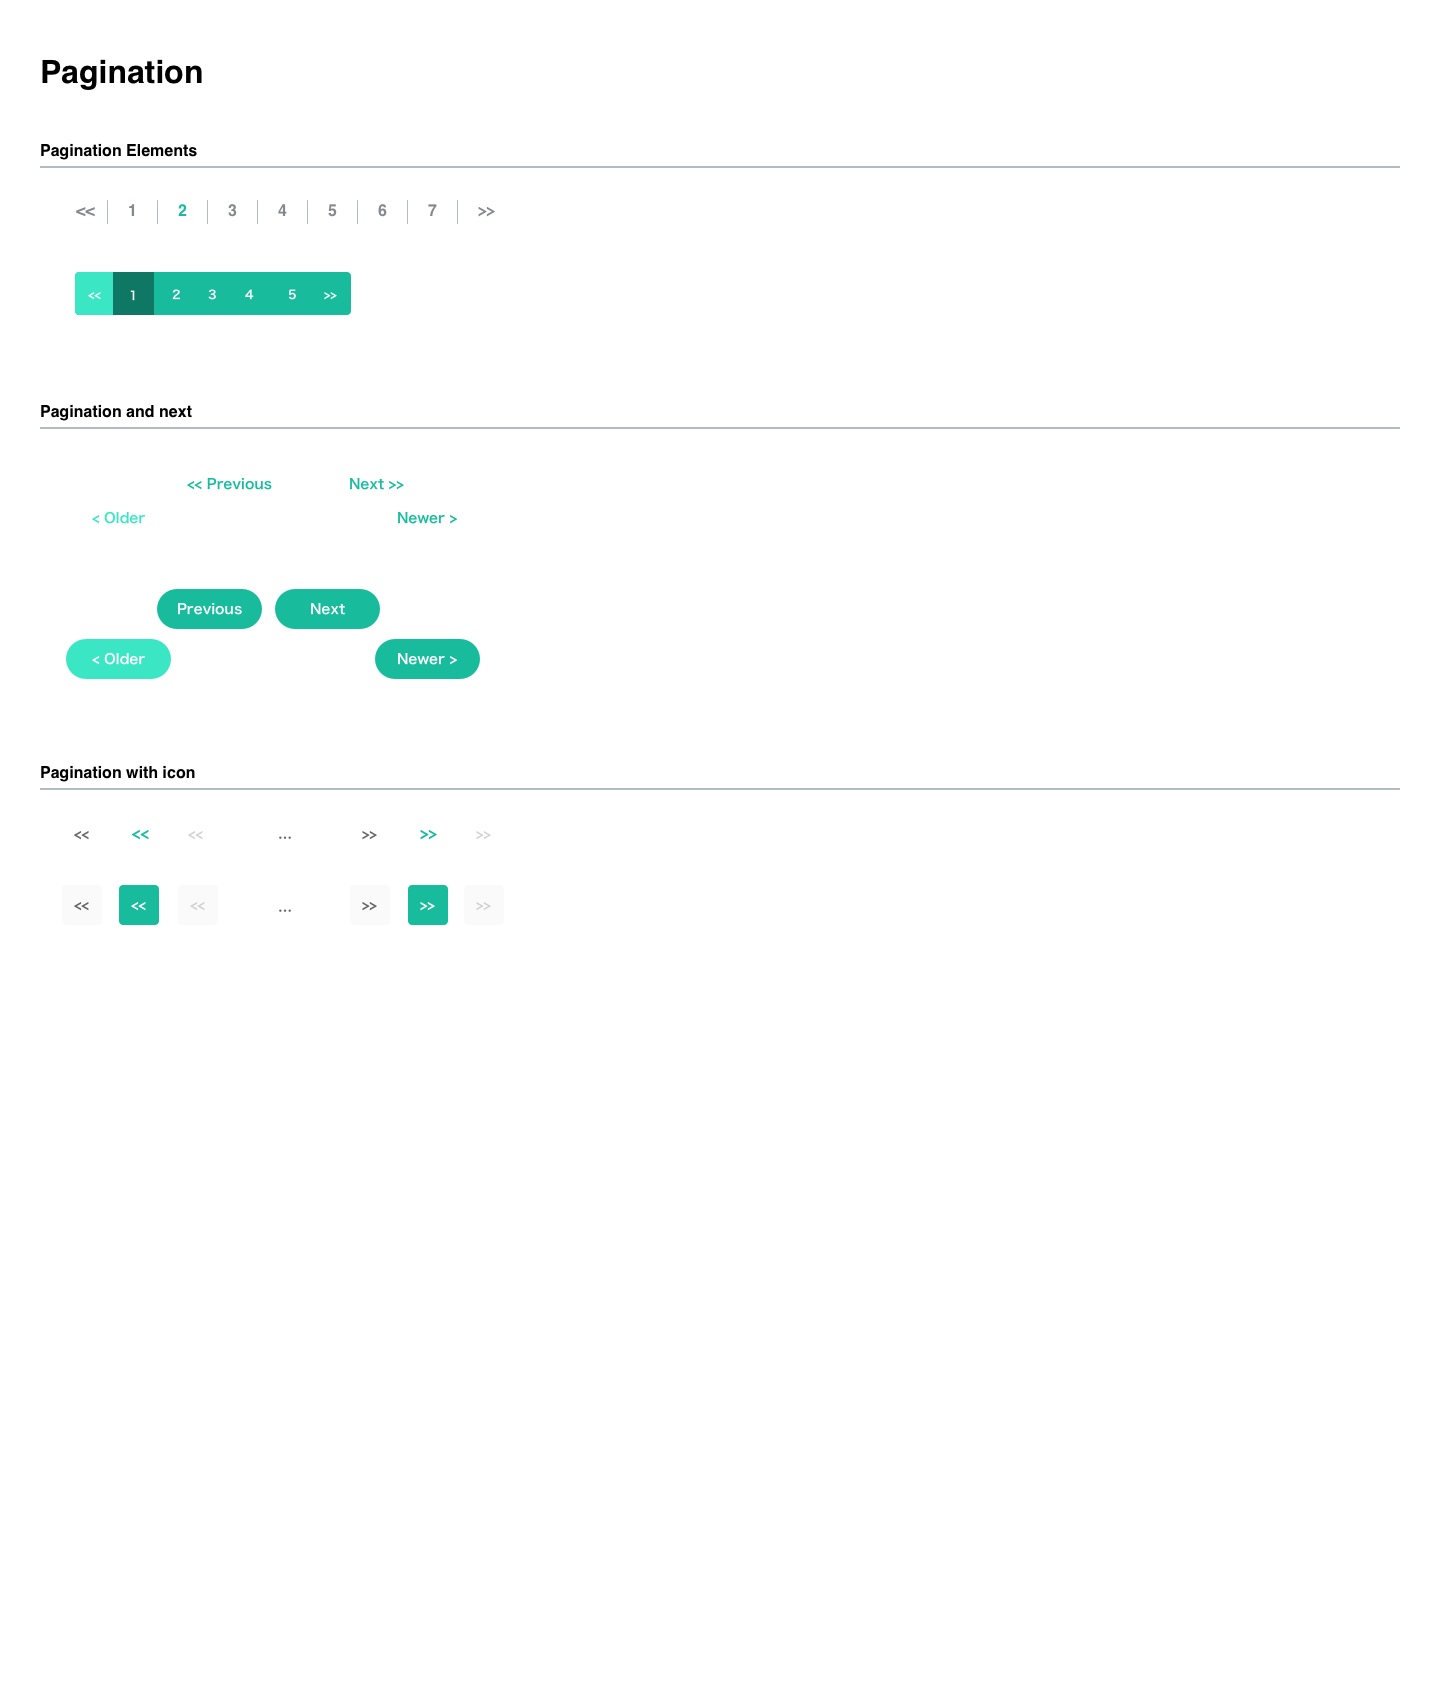 Pagination
Pagination Elements
<< 1 2 3 4 5 6 7 >>
<< 1 2 3 4 5 >>
Pagination and next
<< Previous Next >>
< Older Newer >
Previous Next
< Older Newer >
Pagination with icon
<< << << ... >> >> >>
<< << << ... >> >> >>